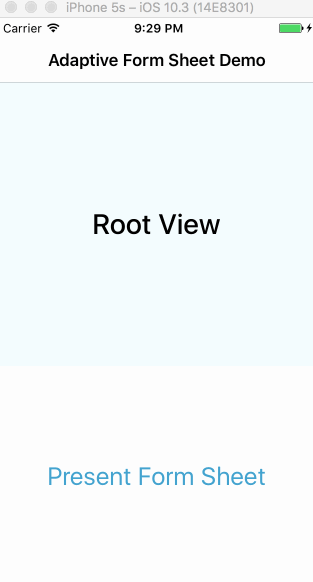 iPhone 5s – iOS 10.3 (14E8301)
Carrier 9:29 PM
Adaptive Form Sheet Demo
Root View
Present Form Sheet